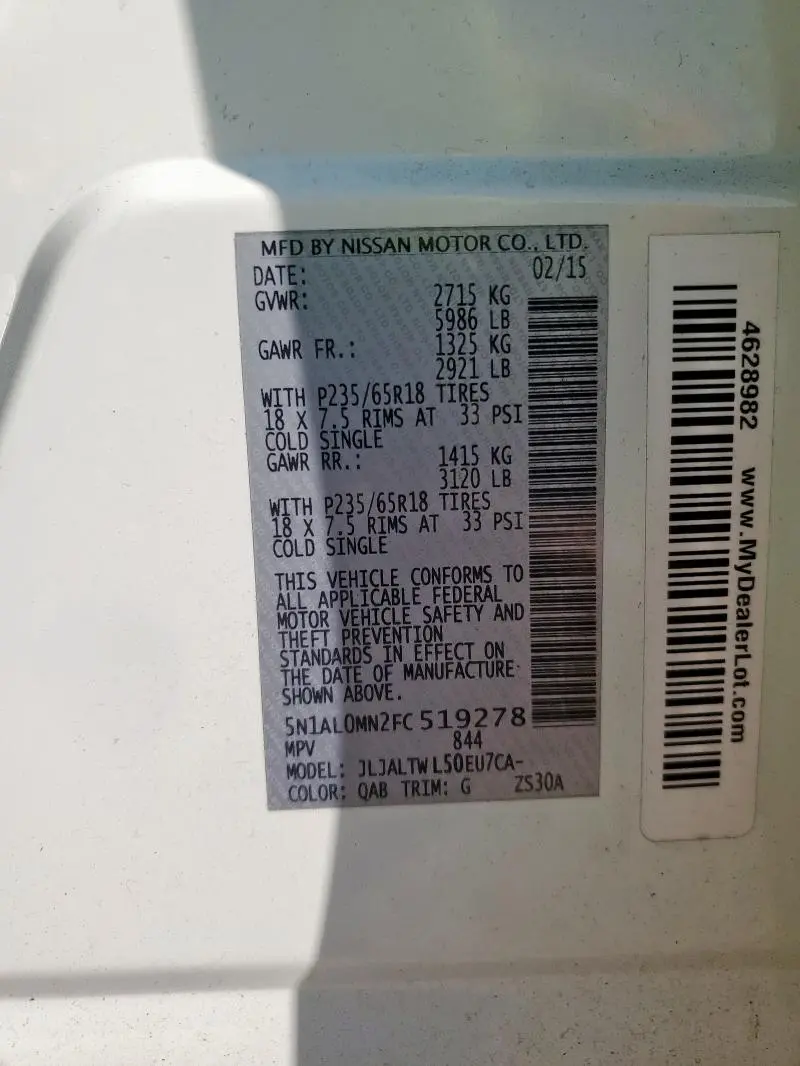 MFD BY NISSAN MOTOR CO., LTD.
DATE: 02/15
GVWR: 2715 KG
5986 LB
GAWR FR.: 1325 KG
2921 LB
WITH P235/65R18 TIRES
18 X 7.5 RIMS AT 33 PSI
COLD SINGLE
GAWR RR.: 1415 KG
3120 LB
WITH P235/65R18 TIRES
18 X 7.5 RIMS AT 33 PSI
COLD SINGLE
THIS VEHICLE CONFORMS TO
ALL APPLICABLE FEDERAL
MOTOR VEHICLE SAFETY AND
THEFT PREVENTION
STANDARDS IN EFFECT ON
THE DATE OF MANUFACTURE
SHOWN ABOVE.
5N1AL0MN2FC519278
MPV 844
MODEL: JLJALTWL50EU7CA-
COLOR: QAB TRIM: G ZS30A
4628982 www.MyDealerLot.com